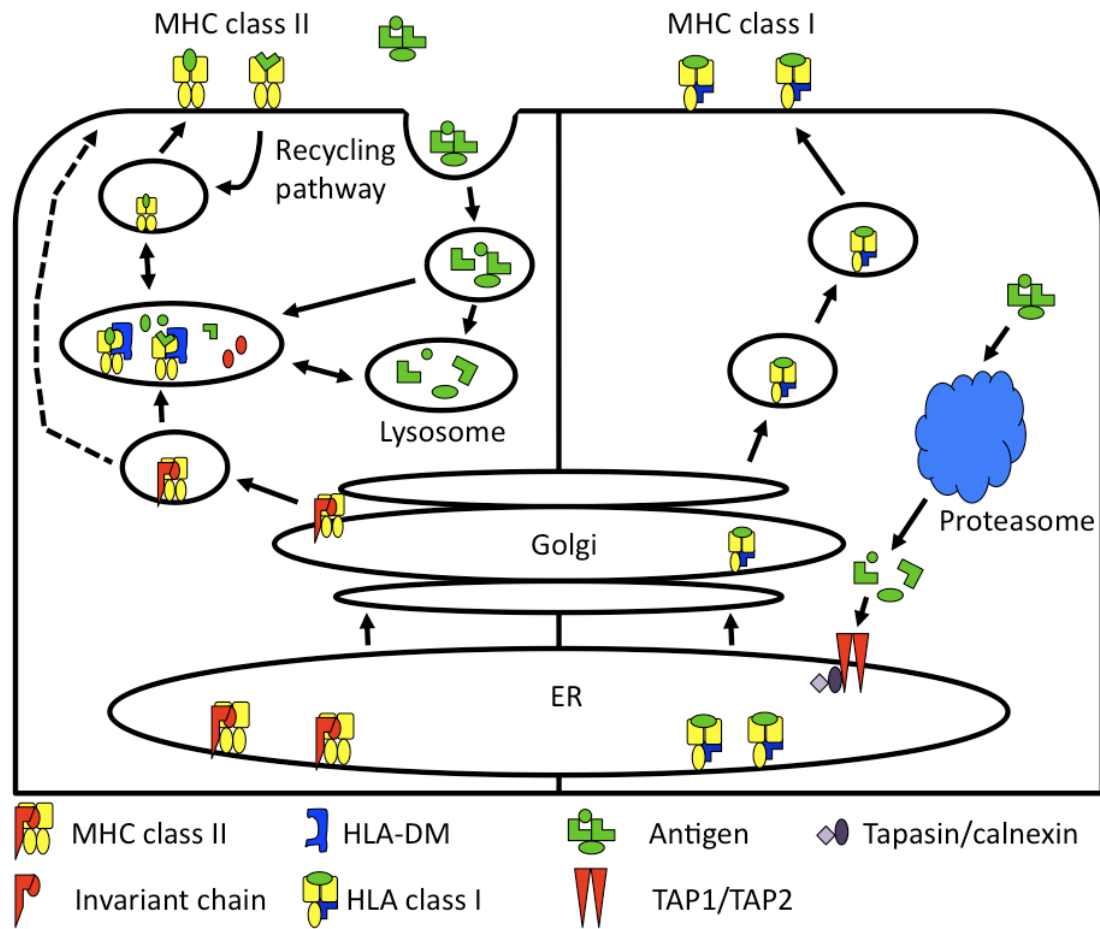 MHC class II
MHC class I
Recycling
pathway
Lysosome
Proteasome
Golgi
ER
MHC class II
HLA-DM
Antigen
Tapasin/calnexin
Invariant chain
HLA class I
TAP1/TAP2